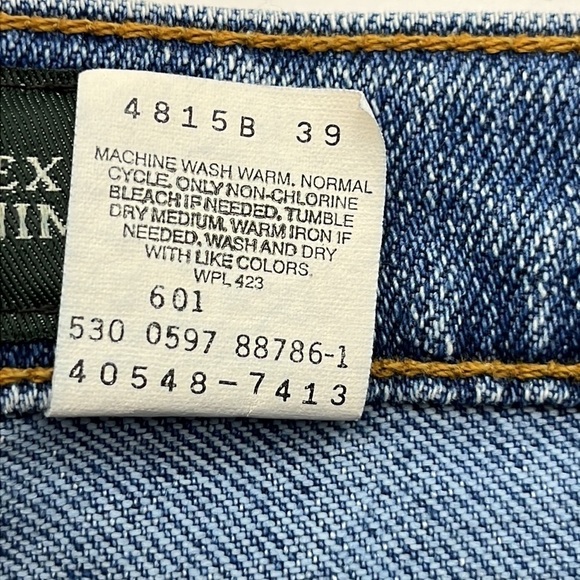 4815B 39
MACHINE WASH WARM, NORMAL
CYCLE. ONLY NON-CHLORINE
BLEACH IF NEEDED. TUMBLE
DRY MEDIUM. WARM IRON IF
NEEDED. WASH AND DRY
WITH LIKE COLORS.
WPL 423
601
530 0597 88786-1
40548-7413